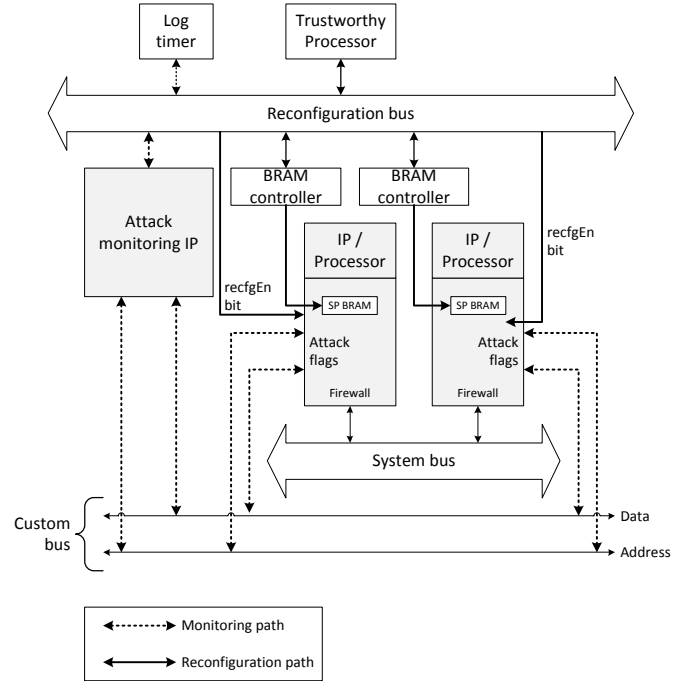 Log
timer
Trustworthy
Processor
Reconfiguration bus
BRAM
controller
BRAM
controller
Attack
monitoring IP
IP /
Processor
IP /
Processor
recfgEn
bit
recfgEn
bit
SP BRAM
SP BRAM
Attack
flags
Attack
flags
Firewall
Firewall
System bus
Custom
bus
Data
Address
Monitoring path
Reconfiguration path